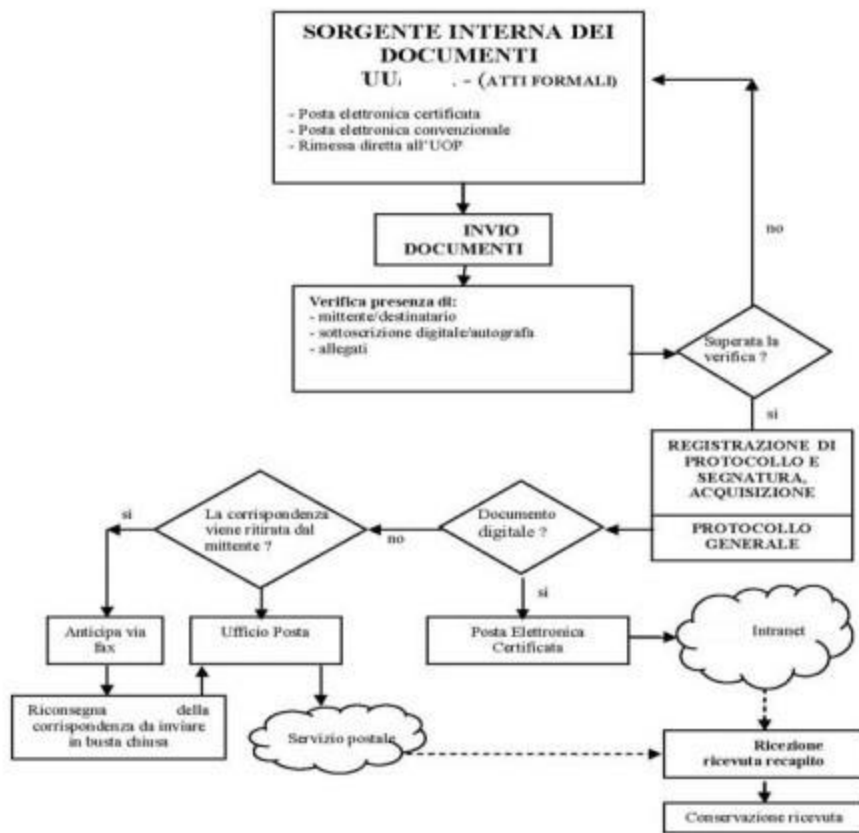 SORGENTE INTERNA DEI
DOCUMENTI
UU. . - (ATTI FORMALI)
- Posta elettronica certificata
- Posta elettronica convenzionale
- Rimessa diretta all'UOP
INVIO
DOCUMENTI
no
Verifica presenza di:
- mittente/destinatario
- sottoscrizione digitale/autografa
- allegati
Superata la
verifica ?
si
REGISTRAZIONE DI
PROTOCOLLO E
SEGNATURA,
ACQUISIZIONE
PROTOCOLLO
GENERALE
Documento
digitale ?
no
La corrispondenza
viene ritirata dal
mittente ?
si
si
Anticipa via
fax
Ufficio Posta
Posta Elettronica
Certificata
Intranet
Riconsegna della
corrispondenza da inviare
in busta chiusa
Servizio postale
Ricezione
ricevuta recapito
Conservazione ricevuta